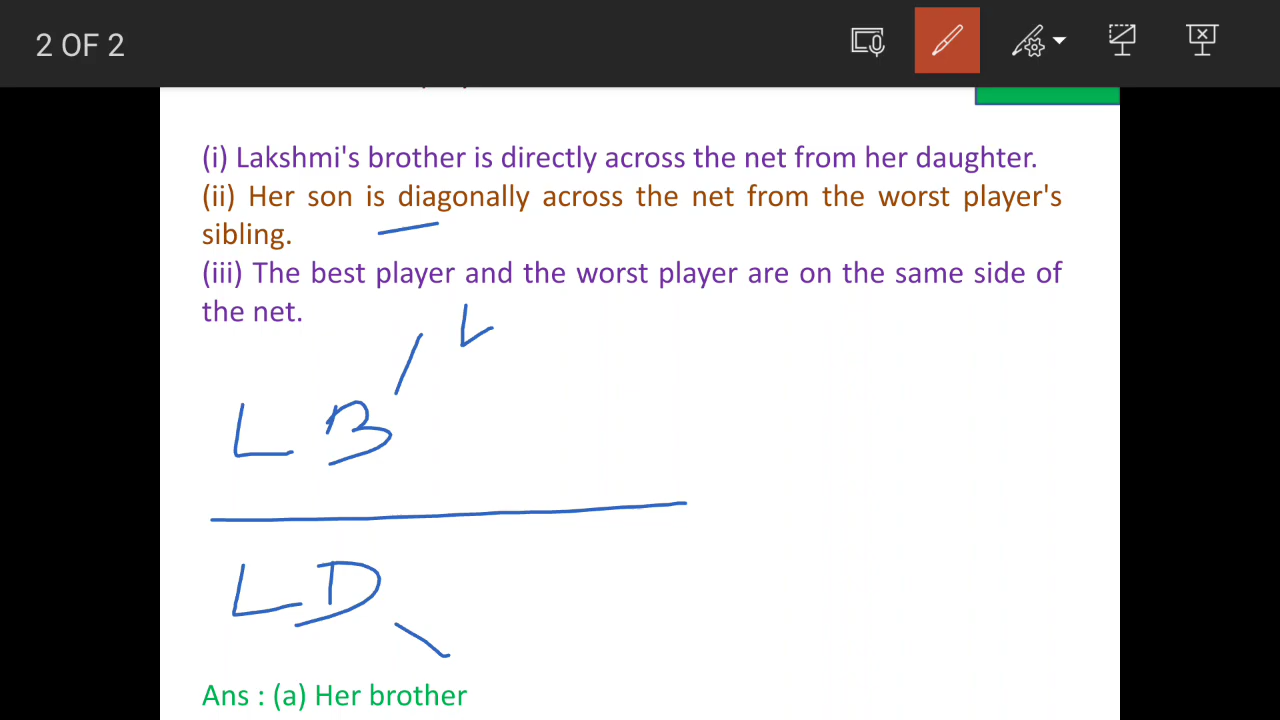 2 OF 2
(i) Lakshmi's brother is directly across the net from her daughter.
(ii) Her son is diagonally across the net from the worst player's
sibling.
(iii) The best player and the worst player are on the same side of
the net.
L
L B
L D
Ans : (a) Her brother